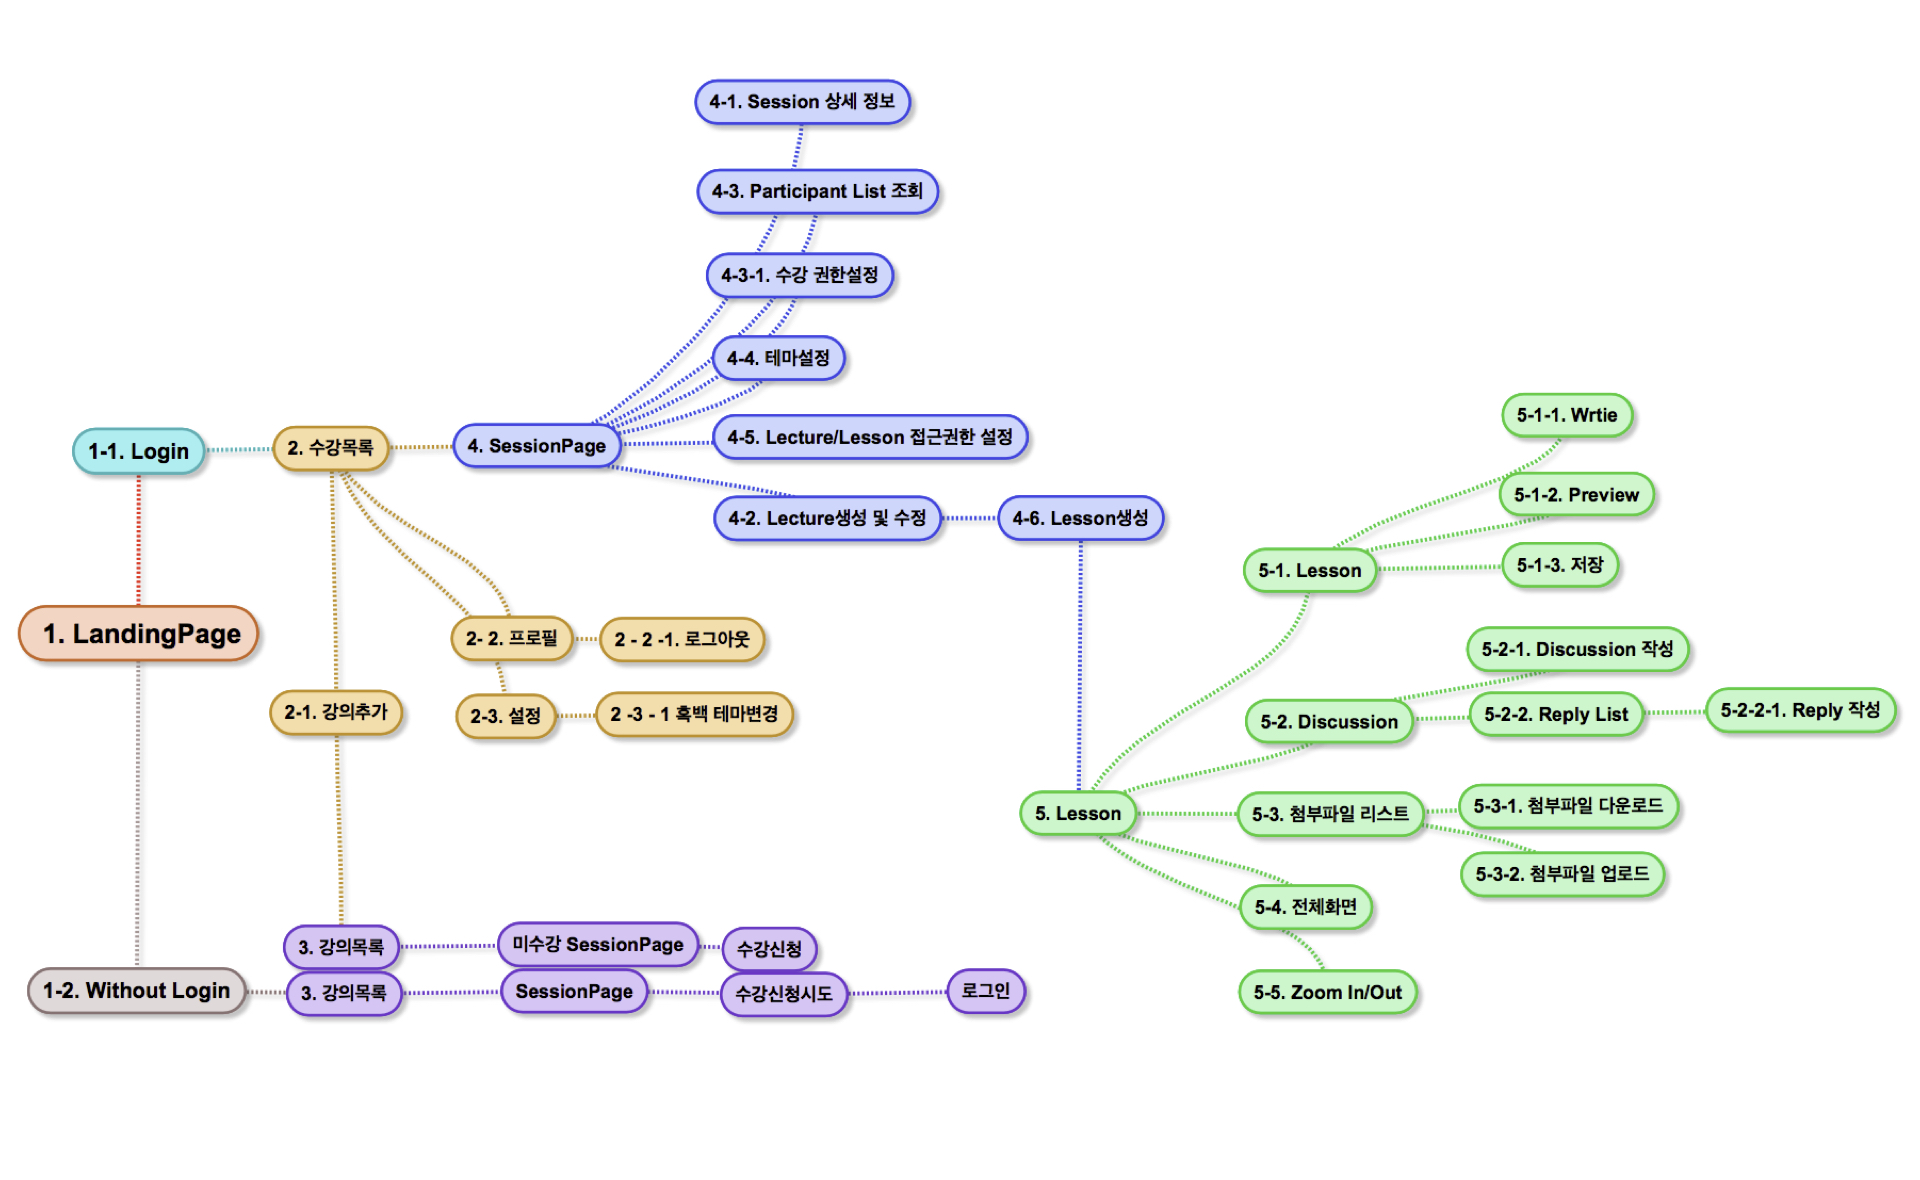 4-1. Session 상세 정보
4-3. Participant List 조회
4-3-1. 수강 권한설정
4-4. 테마설정
4-5. Lecture/Lesson 접근권한 설정
1-1. Login
2. 수강목록
4. SessionPage
4-2. Lecture생성 및 수정
4-6. Lesson생성
5-1-1. Wrtie
5-1-2. Preview
5-1. Lesson
5-1-3. 저장
1. LandingPage
2- 2. 프로필
2 - 2 -1. 로그아웃
2-1. 강의추가
2-3. 설정
2 -3 - 1 흑백 테마변경
5-2-1. Discussion 작성
5-2. Discussion
5-2-2. Reply List
5-2-2-1. Reply 작성
5. Lesson
5-3. 첨부파일 리스트
5-3-1. 첨부파일 다운로드
5-3-2. 첨부파일 업로드
5-4. 전체화면
5-5. Zoom In/Out
3. 강의목록
미수강 SessionPage
수강신청
1-2. Without Login
3. 강의목록
SessionPage
수강신청시도
로그인